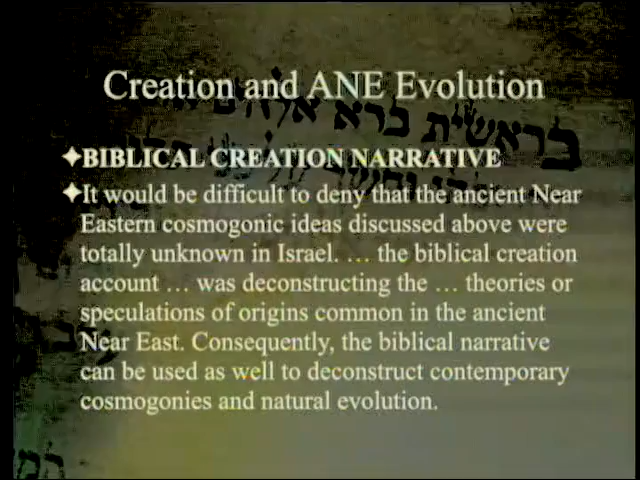 Creation and ANE Evolution
בראשית ברא אלהים
✦BIBLICAL CREATION NARRATIVE
✦It would be difficult to deny that the ancient Near
Eastern cosmogonic ideas discussed above were
totally unknown in Israel. … the biblical creation
account … was deconstructing the … theories or
speculations of origins common in the ancient
Near East. Consequently, the biblical narrative
can be used as well to deconstruct contemporary
cosmogonies and natural evolution.